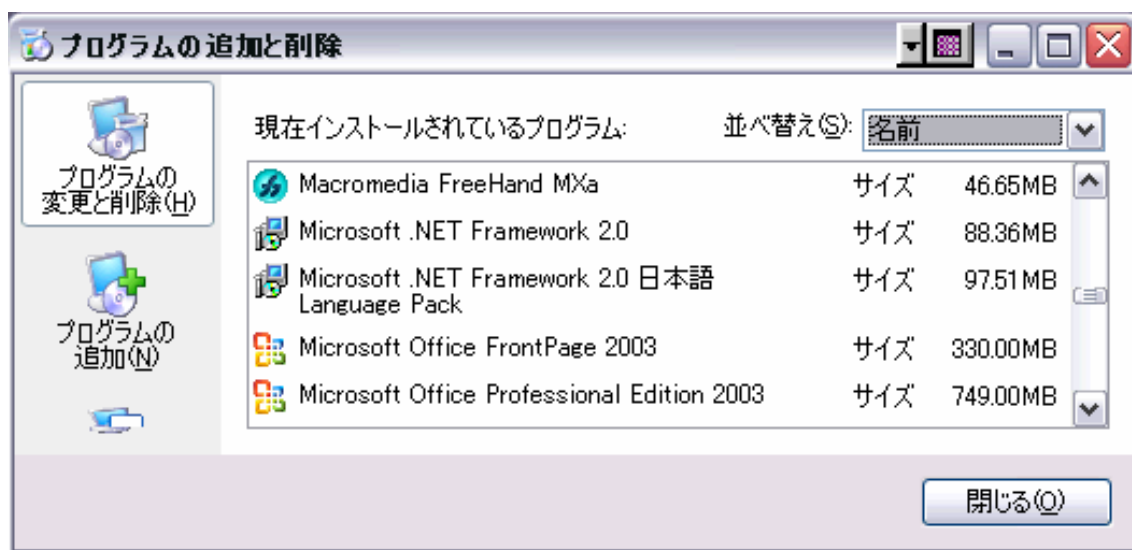 プログラムの追加と削除
プログラムの
変更と削除(H)
プログラムの
追加(N)
現在インストールされているプログラム: 並べ替え(S): 名前
Macromedia FreeHand MXa サイズ 46.65MB
Microsoft .NET Framework 2.0 サイズ 88.36MB
Microsoft .NET Framework 2.0 日本語 サイズ 97.51MB
Language Pack
Microsoft Office FrontPage 2003 サイズ 330.00MB
Microsoft Office Professional Edition 2003 サイズ 749.00MB
閉じる(O)